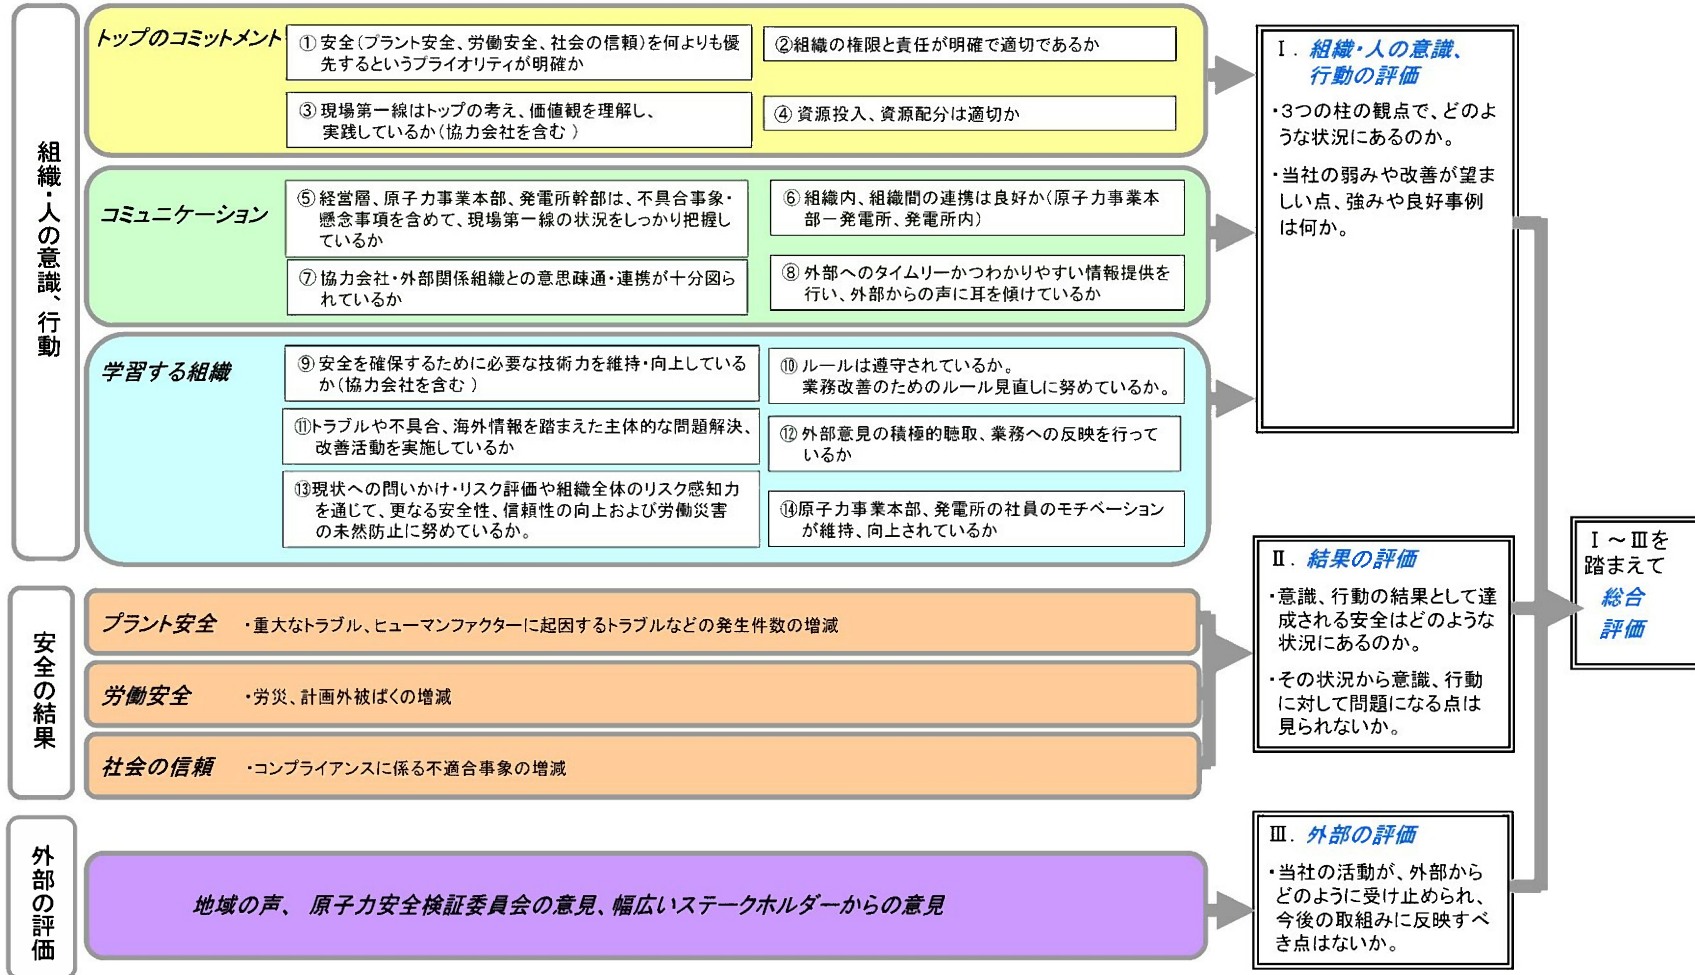 組織・人の意識、行動
トップのコミットメント
①安全(プラント安全、労働安全、社会の信頼)を何よりも優
先するというプライオリティが明確か
②組織の権限と責任が明確で適切であるか
③現場第一線はトップの考え、価値観を理解し、
実践しているか(協力会社を含む)
④資源投入、資源配分は適切か
コミュニケーション
⑤経営層、原子力事業本部、発電所幹部は、不具合事象・
懸念事項を含めて、現場第一線の状況をしっかり把握し
ているか
⑥組織内、組織間の連携は良好か(原子力事業本
部－発電所、発電所内)
⑦協力会社・外部関係組織との意思疎通・連携が十分図ら
れているか
⑧外部へのタイムリーかつわかりやすい情報提供を
行い、外部からの声に耳を傾けているか
学習する組織
⑨安全を確保するために必要な技術力を維持・向上している
か(協力会社を含む)
⑩ルールは遵守されているか。
業務改善のためのルール見直しに努めているか。
⑪トラブルや不具合、海外情報を踏まえた主体的な問題解決、
改善活動を実施しているか
⑫外部意見の積極的聴取、業務への反映を行って
いるか
⑬現状への問いかけ・リスク評価や組織全体のリスク感知力
を通じて、更なる安全性、信頼性の向上および労働災害
の未然防止に努めているか。
⑭原子力事業本部、発電所の社員のモチベーション
が維持、向上されているか
Ⅰ．組織・人の意識、
行動の評価
・3つの柱の観点で、どのよ
うな状況にあるのか。
・当社の弱みや改善が望ま
しい点、強みや良好事例
は何か。
安全の結果
プラント安全 ・重大なトラブル、ヒューマンファクターに起因するトラブルなどの発生件数の増減
労働安全 ・労災、計画外被ばくの増減
社会の信頼 ・コンプライアンスに係る不適合事象の増減
Ⅱ．結果の評価
・意識、行動の結果として達
成される安全はどのような
状況にあるのか。
・その状況から意識、行動
に対して問題になる点は
見られないか。
外部の評価
地域の声、 原子力安全検証委員会の意見、幅広いステークホルダーからの意見
Ⅲ．外部の評価
・当社の活動が、外部から
どのように受け止められ、
今後の取組みに反映すべ
き点はないか。
Ⅰ～Ⅲを
踏まえて
総合
評価